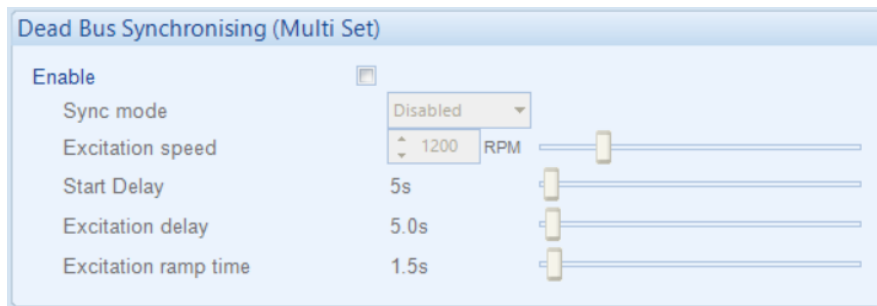 Dead Bus Synchronising (Multi Set)
Enable
Sync mode Disabled
Excitation speed 1200 RPM
Start Delay 5s
Excitation delay 5.0s
Excitation ramp time 1.5s